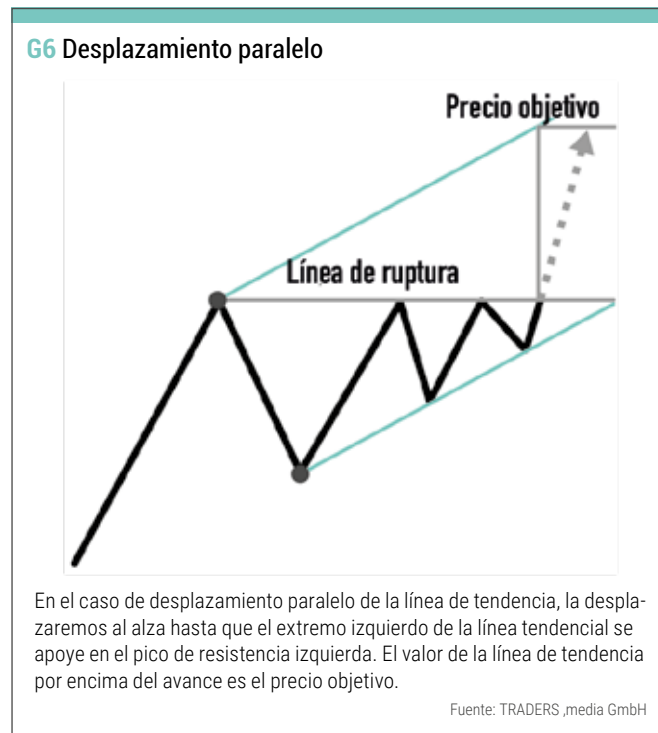 G6 Desplazamiento paralelo
Precio objetivo
Línea de ruptura
En el caso de desplazamiento paralelo de la línea de tendencia, la despla-
zaremos al alza hasta que el extremo izquierdo de la línea tendencial se
apoye en el pico de resistencia izquierda. El valor de la línea de tendencia
por encima del avance es el precio objetivo.
Fuente: TRADERS ,media GmbH